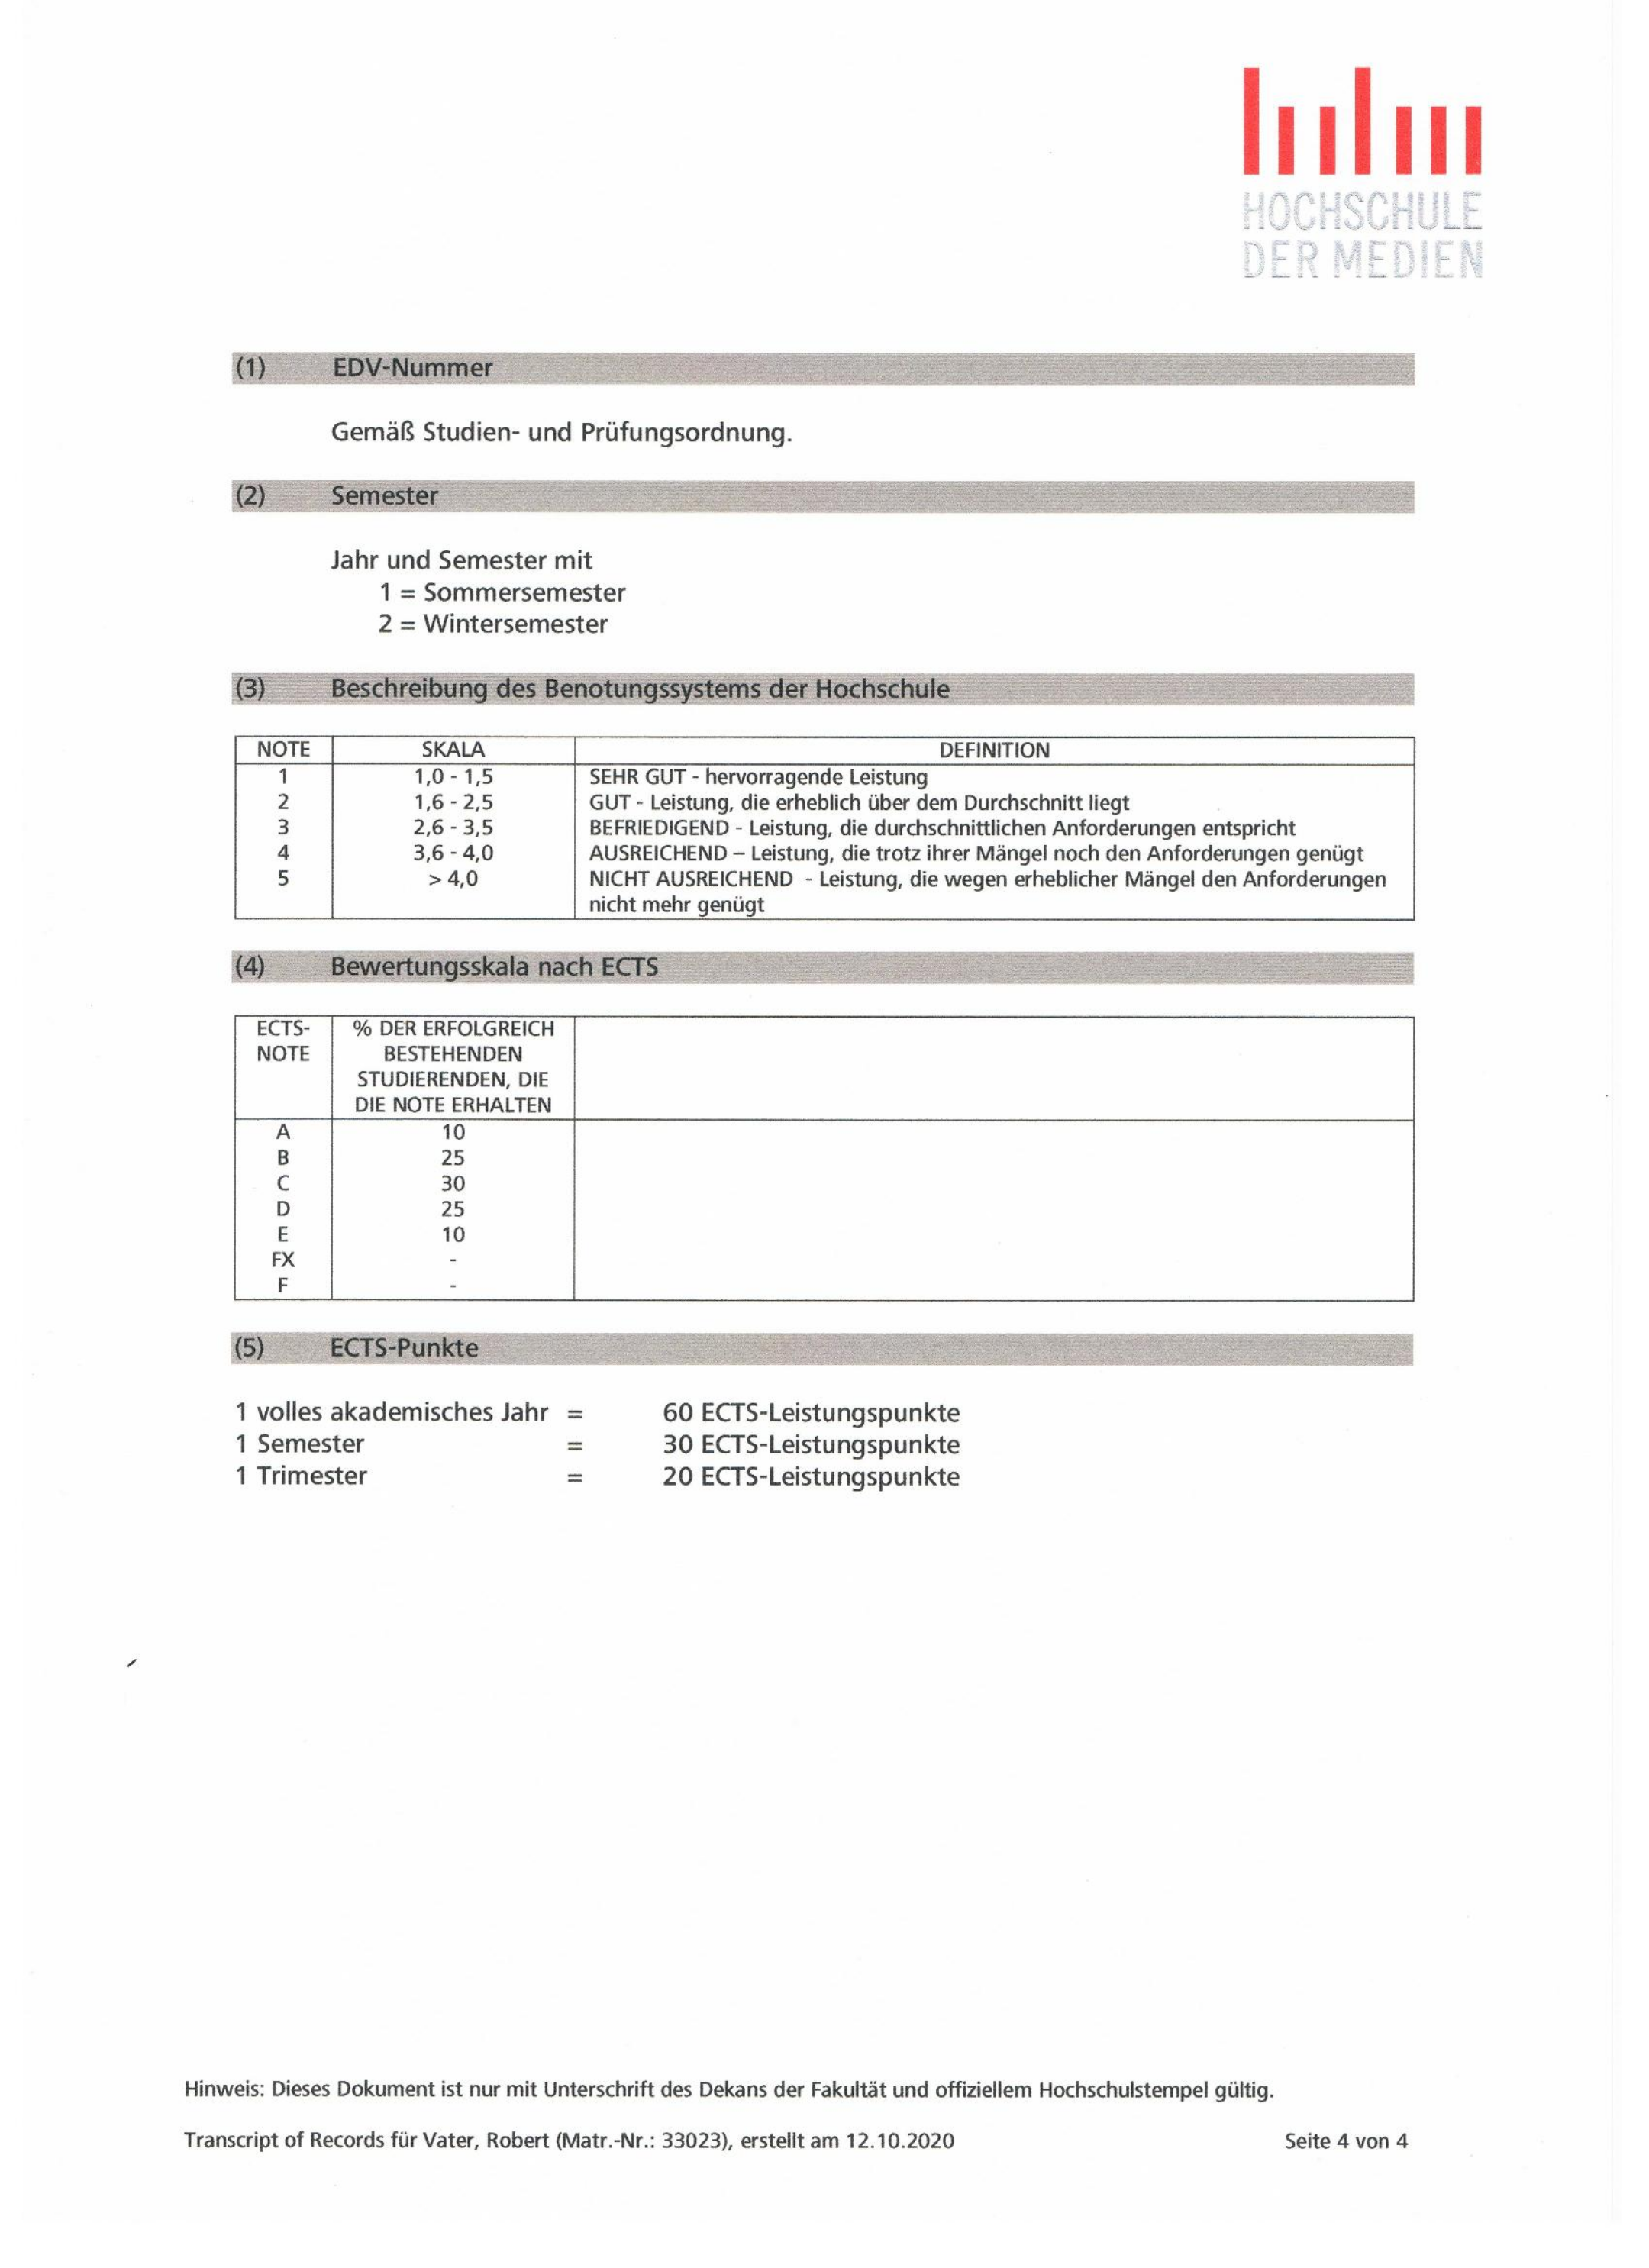 HOCHSCHULE
DER MEDIEN
(1) EDV-Nummer
Gemäß Studien- und Prüfungsordnung.
(2) Semester
Jahr und Semester mit
1 = Sommersemester
2 = Wintersemester
(3) Beschreibung des Benotungssystems der Hochschule
NOTE SKALA DEFINITION
1 1,0 - 1,5 SEHR GUT - hervorragende Leistung
2 1,6 - 2,5 GUT - Leistung, die erheblich über dem Durchschnitt liegt
3 2,6 - 3,5 BEFRIEDIGEND - Leistung, die durchschnittlichen Anforderungen entspricht
4 3,6 - 4,0 AUSREICHEND – Leistung, die trotz ihrer Mängel noch den Anforderungen genügt
5 > 4,0 NICHT AUSREICHEND - Leistung, die wegen erheblicher Mängel den Anforderungen
nicht mehr genügt
(4) Bewertungsskala nach ECTS
ECTS- % DER ERFOLGREICH
NOTE BESTEHENDEN
STUDIERENDEN, DIE
DIE NOTE ERHALTEN
A 10
B 25
C 30
D 25
E 10
FX -
F -
(5) ECTS-Punkte
1 volles akademisches Jahr = 60 ECTS-Leistungspunkte
1 Semester = 30 ECTS-Leistungspunkte
1 Trimester = 20 ECTS-Leistungspunkte
Hinweis: Dieses Dokument ist nur mit Unterschrift des Dekans der Fakultät und offiziellem Hochschulstempel gültig.
Transcript of Records für Vater, Robert (Matr.-Nr.: 33023), erstellt am 12.10.2020 Seite 4 von 4